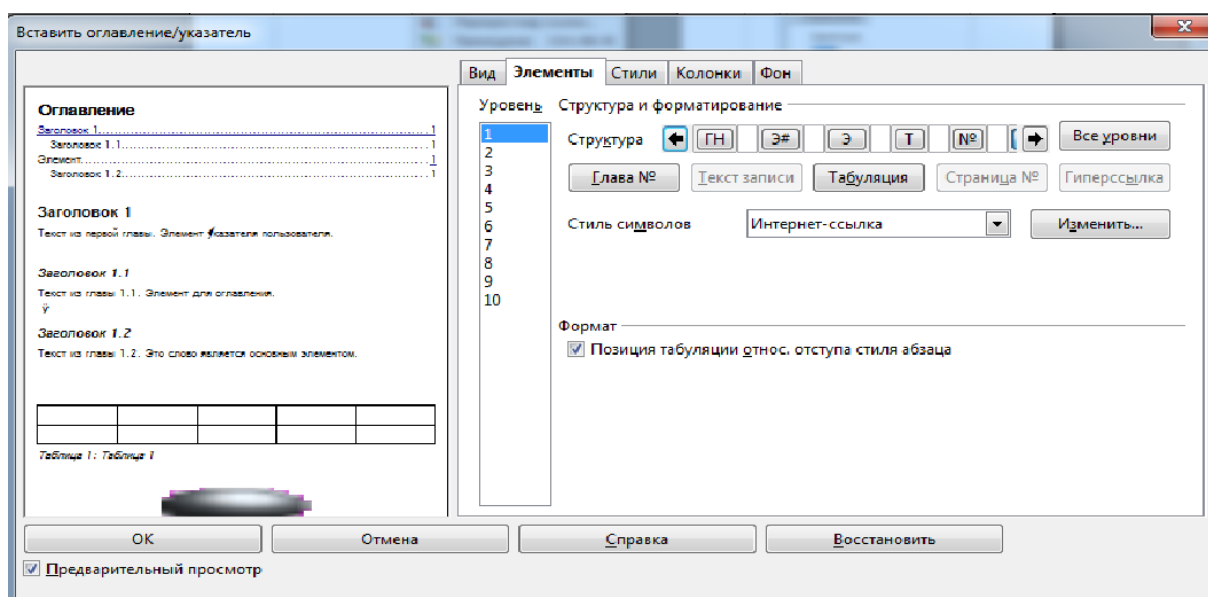 Вставить оглавление/указатель
Вид Элементы Стили Колонки Фон
Оглавление
Заголовок 1 1
Заголовок 1.1 1
Элемент 1
Заголовок 1.2 1
Заголовок 1
Текст из первой главы. Элемент указателя пользователя.
Заголовок 1.1
Текст из главы 1.1. Элемент для оглавления.
Заголовок 1.2
Текст из главы 1.2. Это слово является основным элементом.
Таблица 1: Таблица 1
Уровень
1
2
3
4
5
6
7
8
9
10
Структура и форматирование
Структура ГН Э# Э Т № Все уровни
Глава № Текст записи Табуляция Страница № Гиперссылка
Стиль символов Интернет-ссылка Изменить...
Формат
Позиция табуляции относ. отступа стиля абзаца
ОК Отмена Справка Восстановить
Предварительный просмотр